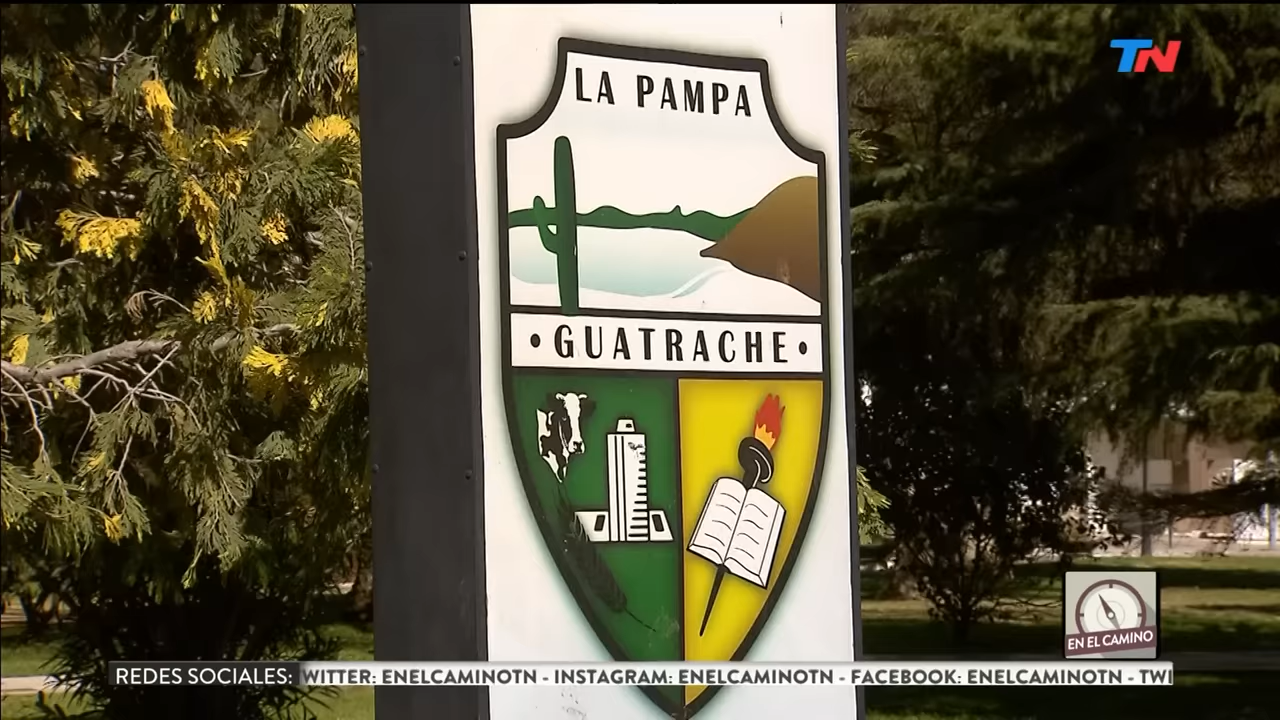 TN
LA PAMPA
• GUATRACHE •
EN EL CAMINO
REDES SOCIALES: WITTER: ENELCAMINOTN - INSTAGRAM: ENELCAMINOTN - FACEBOOK: ENELCAMINOTN - TWI